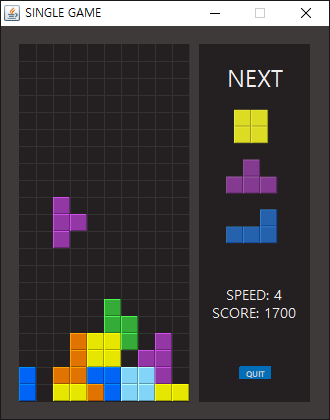 SINGLE GAME
NEXT
SPEED: 4
SCORE: 1700
QUIT